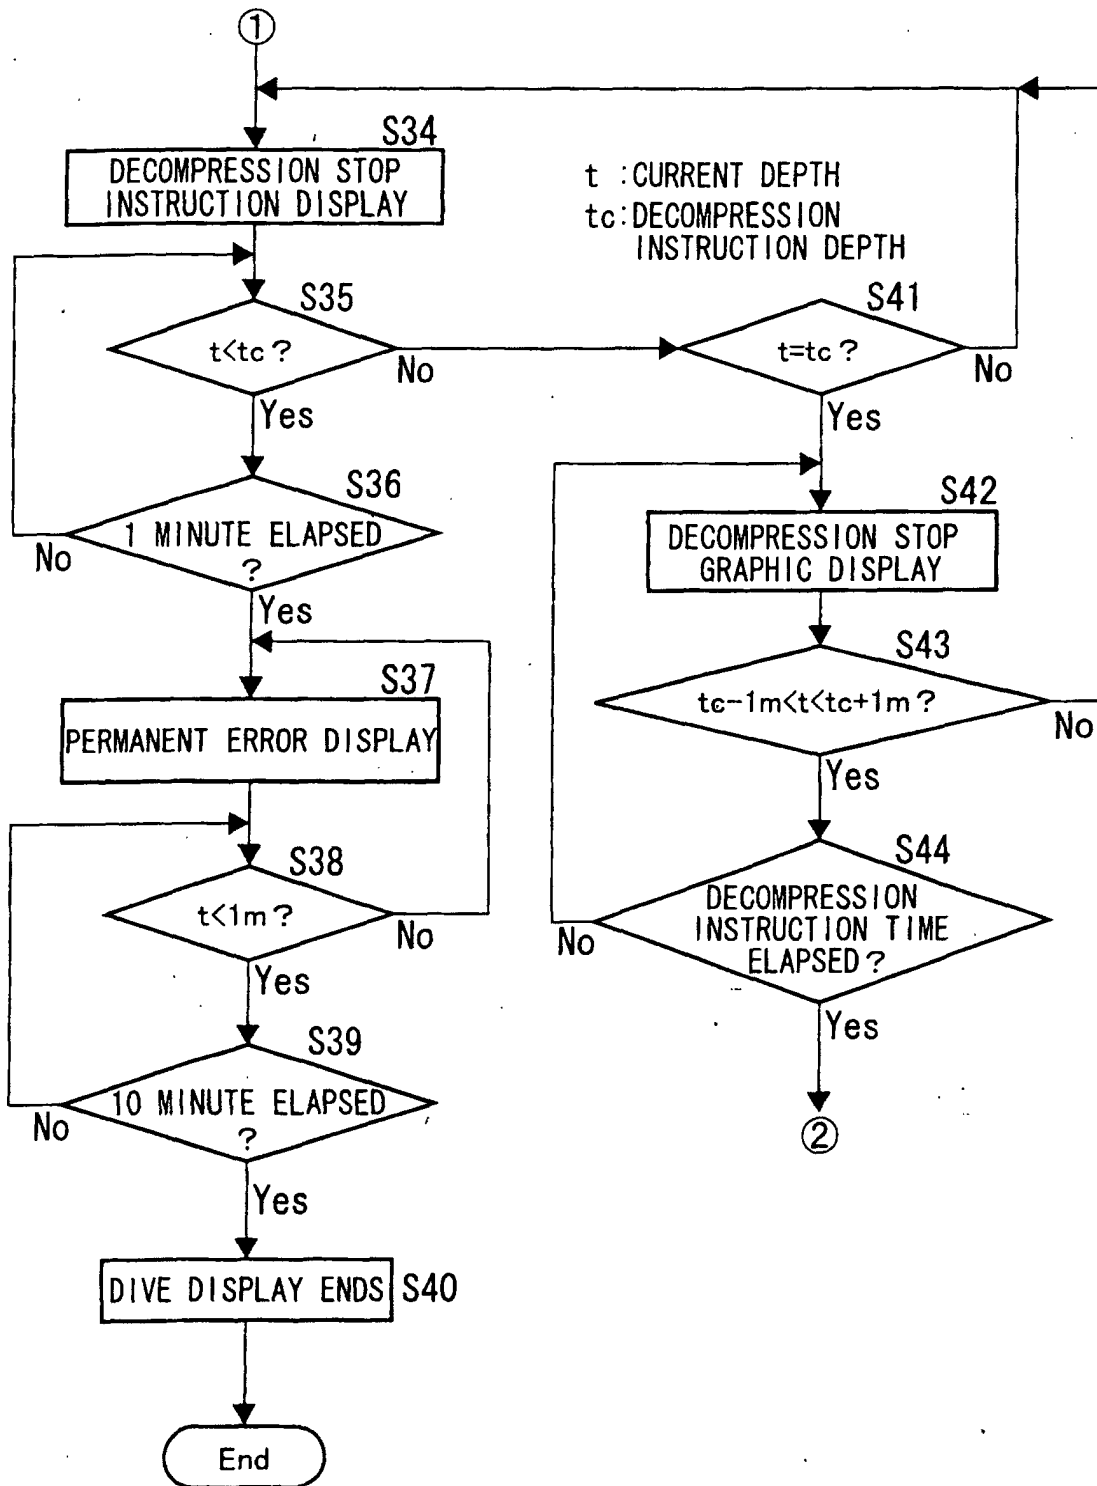 ①
S34
DECOMPRESSION STOP
INSTRUCTION DISPLAY
t :CURRENT DEPTH
tc:DECOMPRESSION
INSTRUCTION DEPTH
S35
t<tc?
No
Yes
S41
t=tc?
No
Yes
S36
1 MINUTE ELAPSED
?
No
Yes
S42
DECOMPRESSION STOP
GRAPHIC DISPLAY
S37
PERMANENT ERROR DISPLAY
S43
tc-1m<t<tc+1m?
No
Yes
S38
t<1m?
No
Yes
S44
DECOMPRESSION
INSTRUCTION TIME
ELAPSED?
No
Yes
②
S39
10 MINUTE ELAPSED
?
No
Yes
DIVE DISPLAY ENDS
S40
End